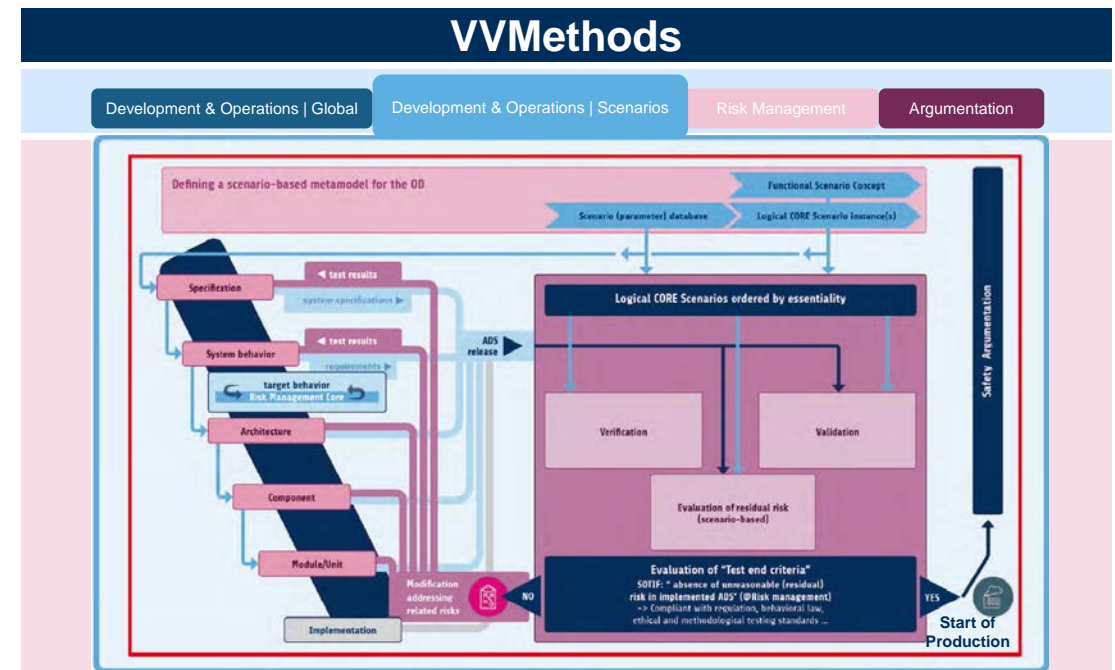 VVMethods
Development & Operations | Global
Development & Operations | Scenarios
Risk Management
Argumentation
Defining a scenario-based metamodel for the OD
Functional Scenario Concept
Scenario (parameter) database
Logical CORE Scenario instance(s)
Specification
◄ test results
system specifications ►
System behavior
◄ test results
requirements ►
target behavior
Risk Management Core
Architecture
Component
Module/Unit
Implementation
Modification
addressing
related risks
ADS
release
Logical CORE Scenarios ordered by essentiality
Verification
Validation
Evaluation of residual risk
(scenario-based)
Evaluation of "Test end criteria"
SOTIF: " absence of unreasonable (residual)
risk in implemented ADS" (@Risk management)
-> Compliant with regulation, behavioral law,
ethical and methodological testing standards ...
NO
YES
Safety Argumentation
Start of
Production